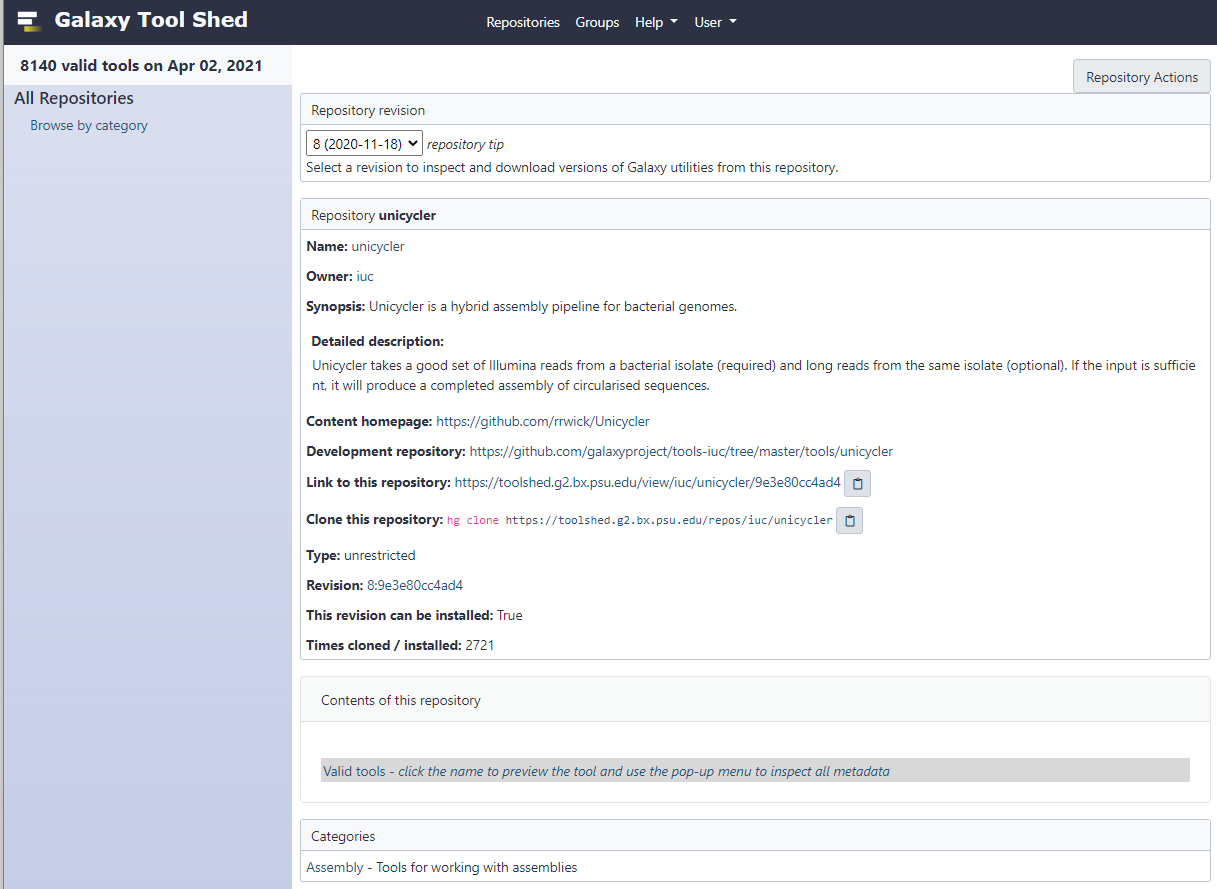 Galaxy Tool Shed
Repositories Groups Help User
8140 valid tools on Apr 02, 2021
All Repositories
Browse by category
Repository Actions
Repository revision
8 (2020-11-18) repository tip
Select a revision to inspect and download versions of Galaxy utilities from this repository.
Repository unicycler
Name: unicycler
Owner: iuc
Synopsis: Unicycler is a hybrid assembly pipeline for bacterial genomes.
Detailed description:
Unicycler takes a good set of Illumina reads from a bacterial isolate (required) and long reads from the same isolate (optional). If the input is sufficie
nt, it will produce a completed assembly of circularised sequences.
Content homepage: https://github.com/rrwick/Unicycler
Development repository: https://github.com/galaxyproject/tools-iuc/tree/master/tools/unicycler
Link to this repository: https://toolshed.g2.bx.psu.edu/view/iuc/unicycler/9e3e80cc4ad4
Clone this repository: hg clone https://toolshed.g2.bx.psu.edu/repos/iuc/unicycler
Type: unrestricted
Revision: 8:9e3e80cc4ad4
This revision can be installed: True
Times cloned / installed: 2721
Contents of this repository
Valid tools - click the name to preview the tool and use the pop-up menu to inspect all metadata
Categories
Assembly - Tools for working with assemblies